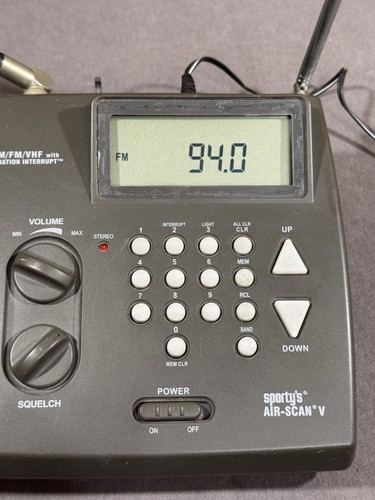 M/FM/VHF with
RATION INTERRUPT™
FM 94.0
VOLUME
MIN MAX
STEREO
INTERRUPT LIGHT ALL CLR
1 2 3 CLR
UP
4 5 6 MEM
7 8 9 RCL
0 BAND
MEM CLR
DOWN
SQUELCH
POWER
ON OFF
sporty's®
AIR-SCAN® V